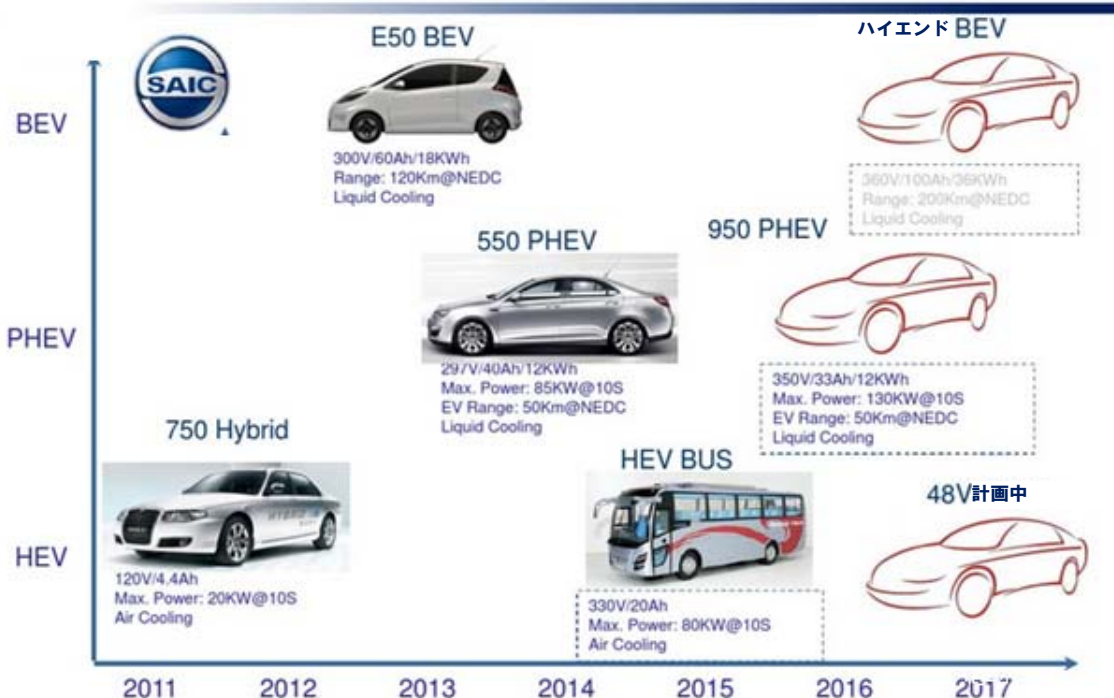 E50 BEV
ハイエンド BEV
SAIC
BEV
300V/60Ah/18KWh
Range: 120Km@NEDC
Liquid Cooling
360V/100Ah/36KWh
Range: 200Km@NEDC
Liquid Cooling
550 PHEV
950 PHEV
PHEV
297V/40Ah/12KWh
Max. Power: 85KW@10S
EV Range: 50Km@NEDC
Liquid Cooling
350V/33Ah/12KWh
Max. Power: 130KW@10S
EV Range: 50Km@NEDC
Liquid Cooling
750 Hybrid
HEV BUS
48V計画中
HEV
HYBRID
120V/4.4Ah
Max. Power: 20KW@10S
Air Cooling
330V/20Ah
Max. Power: 80KW@10S
Air Cooling
2011 2012 2013 2014 2015 2016 2017